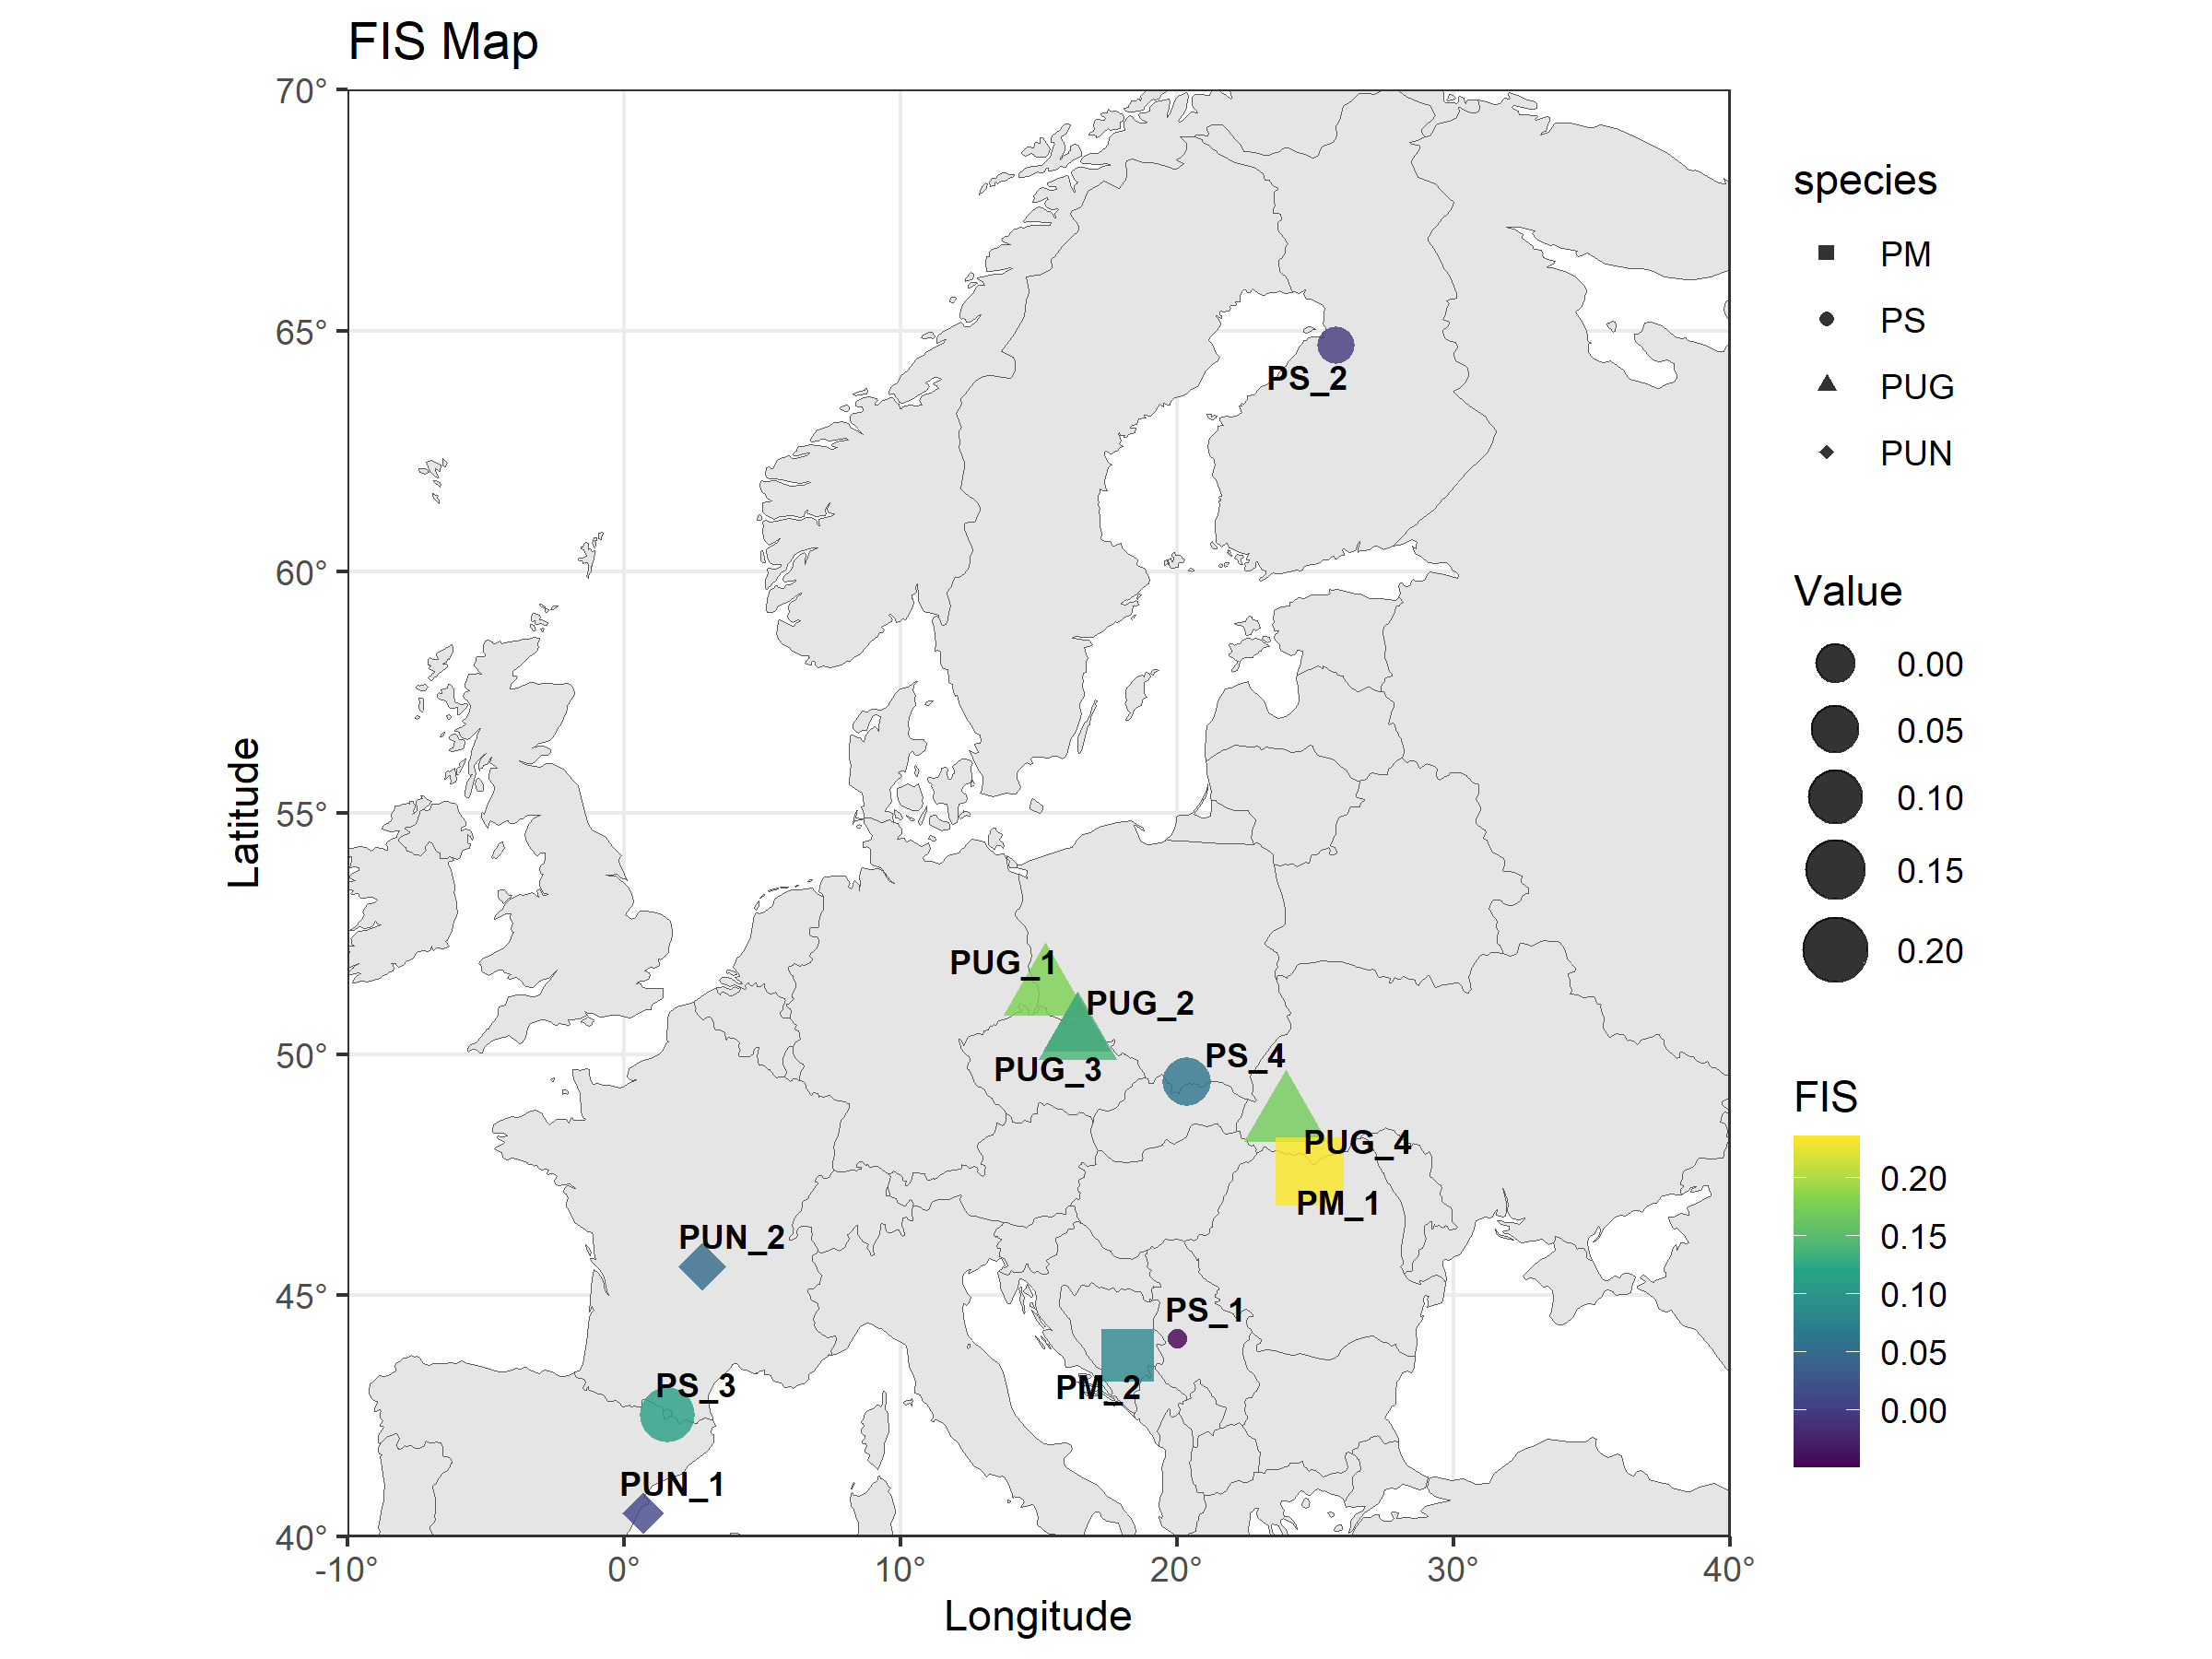 FIS Map
70°
65°
60°
55°
50°
45°
40°
-10°
0°
10°
20°
30°
40°
Longitude
Latitude
PS_2
PUG_1
PUG_2
PUG_3
PS_4
PUG_4
PM_1
PUN_2
PS_1
PM_2
PS_3
PUN_1
species
PM
PS
PUG
PUN
Value
0.00
0.05
0.10
0.15
0.20
FIS
0.20
0.15
0.10
0.05
0.00